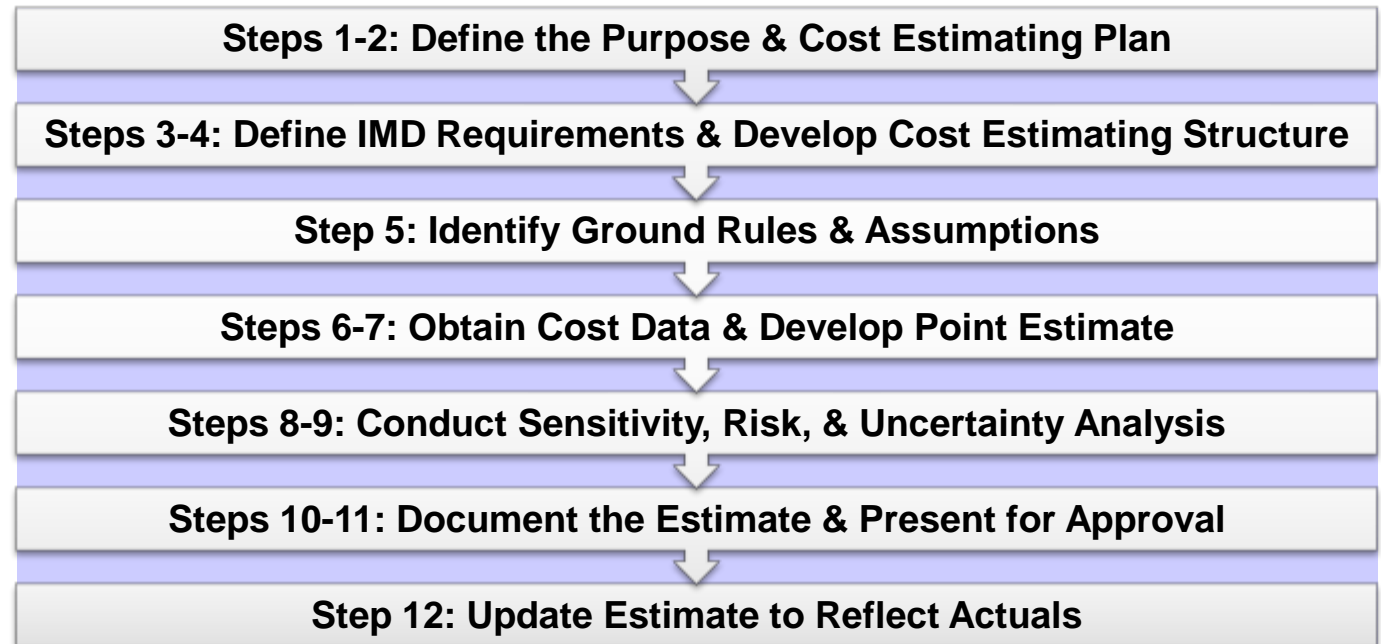 Steps 1-2: Define the Purpose & Cost Estimating Plan
Steps 3-4: Define IMD Requirements & Develop Cost Estimating Structure
Step 5: Identify Ground Rules & Assumptions
Steps 6-7: Obtain Cost Data & Develop Point Estimate
Steps 8-9: Conduct Sensitivity, Risk, & Uncertainty Analysis
Steps 10-11: Document the Estimate & Present for Approval
Step 12: Update Estimate to Reflect Actuals